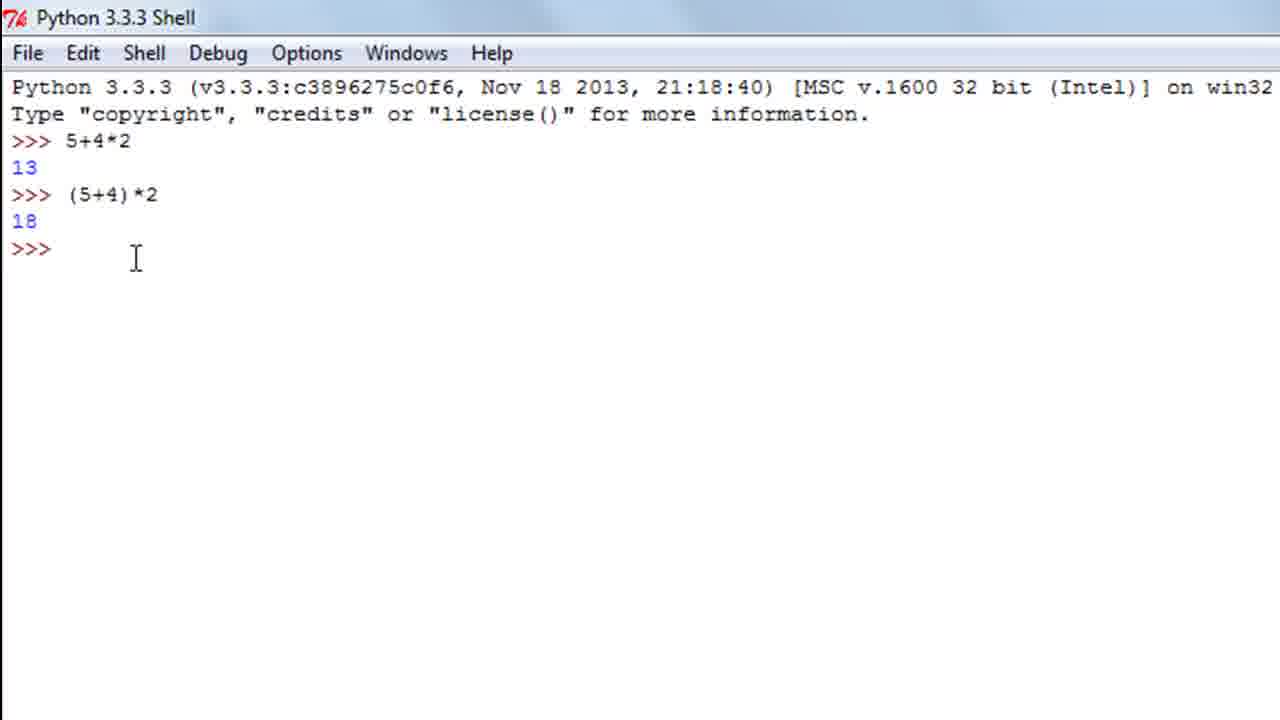 Python 3.3.3 Shell
File Edit Shell Debug Options Windows Help
Python 3.3.3 (v3.3.3:c3896275c0f6, Nov 18 2013, 21:18:40) [MSC v.1600 32 bit (Intel)] on win32
Type "copyright", "credits" or "license()" for more information.
>>> 5+4*2
13
>>> (5+4)*2
18
>>>